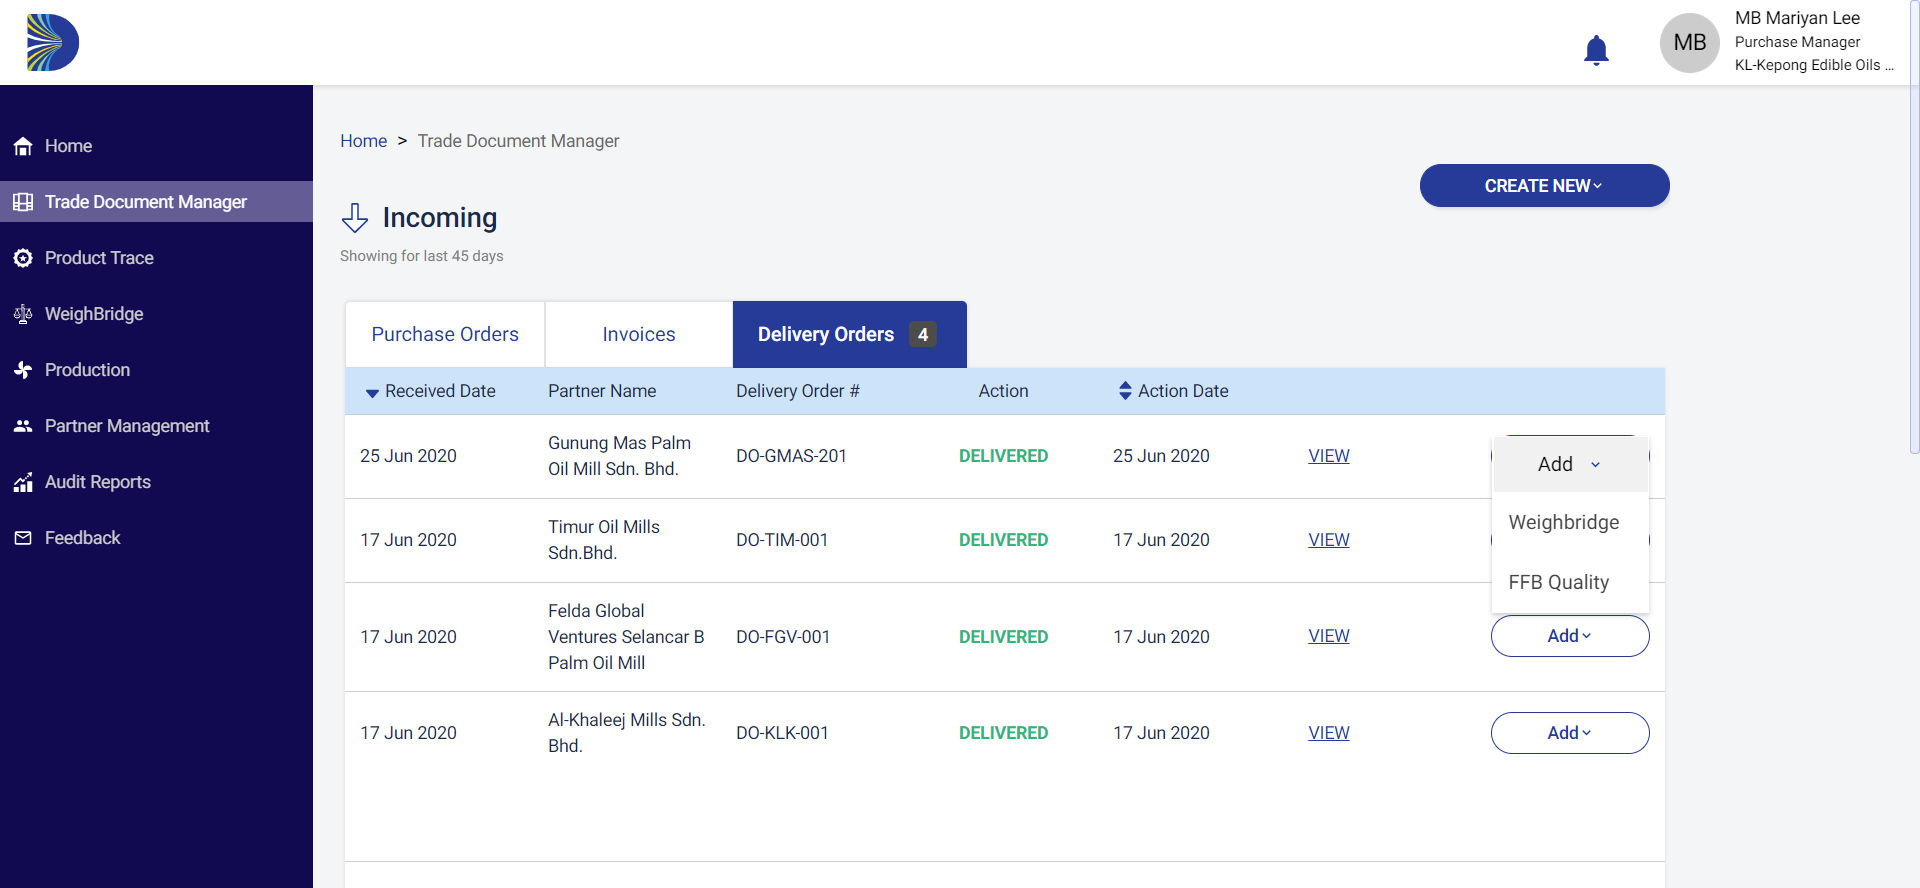 MB
MB Mariyan Lee
Purchase Manager
KL-Kepong Edible Oils ...
Home
Trade Document Manager
Product Trace
WeighBridge
Production
Partner Management
Audit Reports
Feedback
Home > Trade Document Manager
CREATE NEW
Incoming
Showing for last 45 days
Purchase Orders Invoices Delivery Orders 4
Received Date Partner Name Delivery Order # Action Action Date
25 Jun 2020 Gunung Mas Palm Oil Mill Sdn. Bhd. DO-GMAS-201 DELIVERED 25 Jun 2020 VIEW
Add
Weighbridge
FFB Quality
17 Jun 2020 Timur Oil Mills Sdn.Bhd. DO-TIM-001 DELIVERED 17 Jun 2020 VIEW
17 Jun 2020 Felda Global Ventures Selancar B Palm Oil Mill DO-FGV-001 DELIVERED 17 Jun 2020 VIEW Add
17 Jun 2020 Al-Khaleej Mills Sdn. Bhd. DO-KLK-001 DELIVERED 17 Jun 2020 VIEW Add